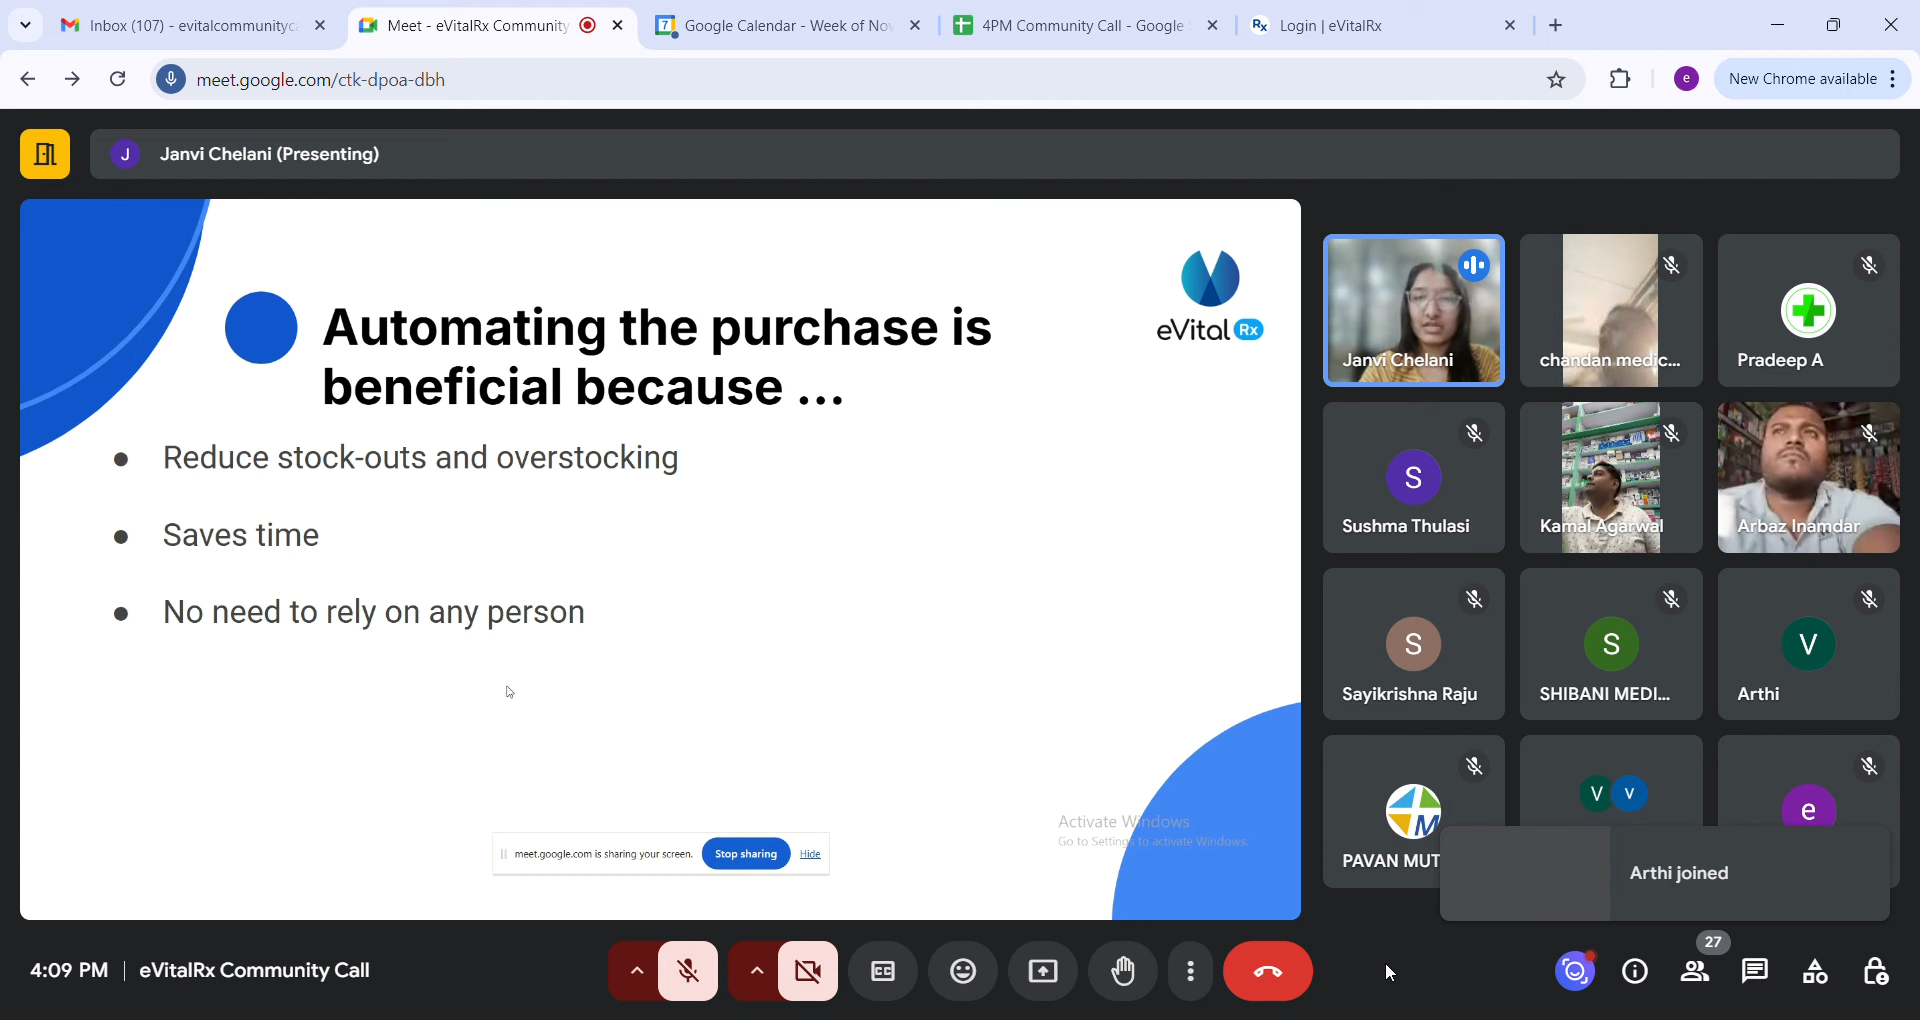 Inbox (107) - evitalcommunityca
Meet - eVitalRx Community
7
Google Calendar - Week of Nov
4PM Community Call - Google S
Rx
Login | eVitalRx
meet.google.com/ctk-dpoa-dbh
e
New Chrome available
J
Janvi Chelani (Presenting)
Automating the purchase is
beneficial because ...
eVital Rx
Reduce stock-outs and overstocking
Saves time
No need to rely on any person
Activate Windows
Go to Settings to activate Windows.
meet.google.com is sharing your screen.
Stop sharing
Hide
Janvi Chelani
chandan medic...
Pradeep A
S
Sushma Thulasi
Kamal Agarwal
Arbaz Inamdar
S
Sayikrishna Raju
S
SHIBANI MEDI...
V
Arthi
M
PAVAN MUT
V
V
e
Arthi joined
4:09 PM | eVitalRx Community Call
27